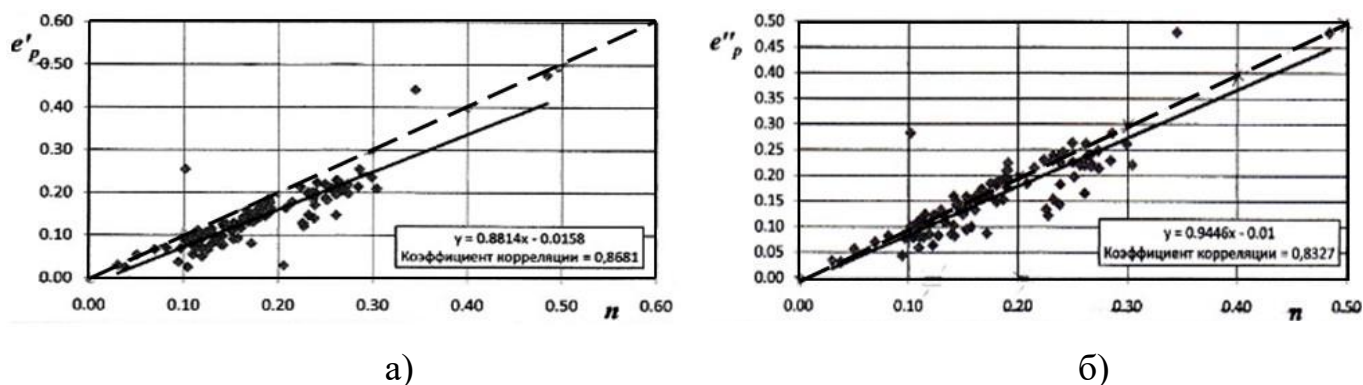 0.60
e'p
0.50
0.40
0.30
0.20
0.10
0.00
y = 0.8814x - 0.0158
Коэффициент корреляции = 0,8681
0.00 0.10 0.20 0.30 0.40 0.50 n 0.60
а)
0.50
e''p
0.45
0.40
0.35
0.30
0.25
0.20
0.15
0.10
0.05
0.00
y = 0.9446x - 0.01
Коэффициент корреляции = 0,8327
0.00 0.10 0.20 0.30 0.40 n 0.50
б)